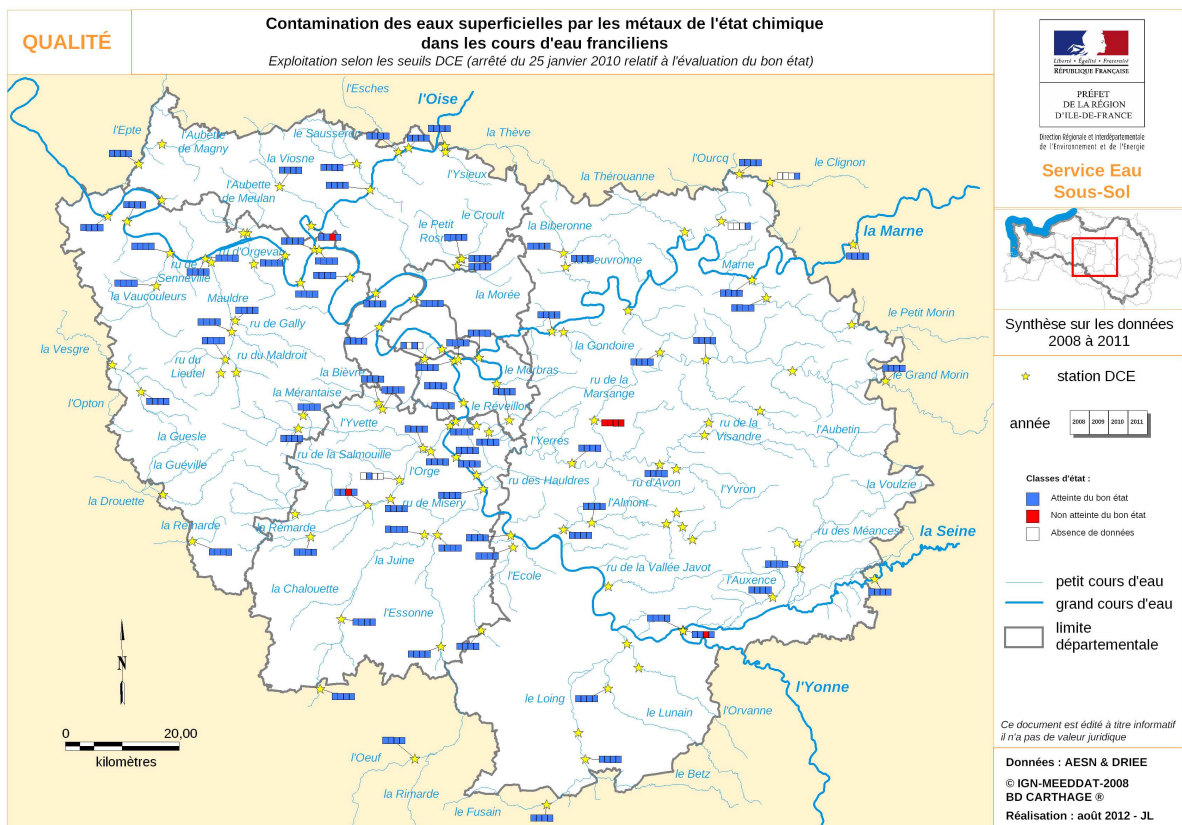 QUALITÉ
Contamination des eaux superficielles par les métaux de l'état chimique
dans les cours d'eau franciliens
Exploitation selon les seuils DCE (arrêté du 25 janvier 2010 relatif à l'évaluation du bon état)
Liberté • Égalité • Fraternité
RÉPUBLIQUE FRANÇAISE
PRÉFET
DE LA RÉGION
D'ILE-DE-FRANCE
Direction Régionale et Interdépartementale
de l'Environnement et de l'Energie
Service Eau
Sous-Sol
Synthèse sur les données
2008 à 2011
station DCE
année
2008 2009 2010 2011
Classes d'état :
Atteinte du bon état
Non atteinte du bon état
Absence de données
petit cours d'eau
grand cours d'eau
limite
départementale
Ce document est édité à titre informatif
il n'a pas de valeur juridique
Données : AESN & DRIEE
© IGN-MEEDDAT-2008
BD CARTHAGE ®
Réalisation : août 2012 - JL
l'Esches
l'Oise
l'Epte
l'Aubette
de Magny
le Sausseron
la Thève
la Viosne
l'Ysieux
l'Ourcq
le Clignon
la Thérouanne
l'Aubette
de Meulan
le Croult
le Petit
la Biberonne
la Marne
ru d'Orgeval
ru de
Senneville
la Vaucouleurs
la Morée
Marne
Mauldre
ru de Gally
le Petit Morin
la Vesgre
ru du
Lieutel
ru du Maldroit
la Gondoire
la Bièvre
le Morbras
ru de la
Marsange
le Grand Morin
l'Opton
la Mérantaise
le Réveillon
l'Yvette
l'Yerres
ru de la
Visandre
l'Aubetin
la Guesle
ru de la Salmouille
la Guéville
l'Orge
ru des Hauldres
ru d'Avon
l'Yvron
la Voulzie
la Drouette
ru de Misery
l'Almont
la Rémarde
la Rémarde
ru des Méances
la Seine
la Juine
l'Ecole
ru de la Vallée Javot
l'Auxence
la Chalouette
l'Essonne
l'Yonne
le Loing
le Lunain
l'Orvanne
l'Oeuf
la Rimarde
le Betz
le Fusain
N
0 20,00
kilomètres